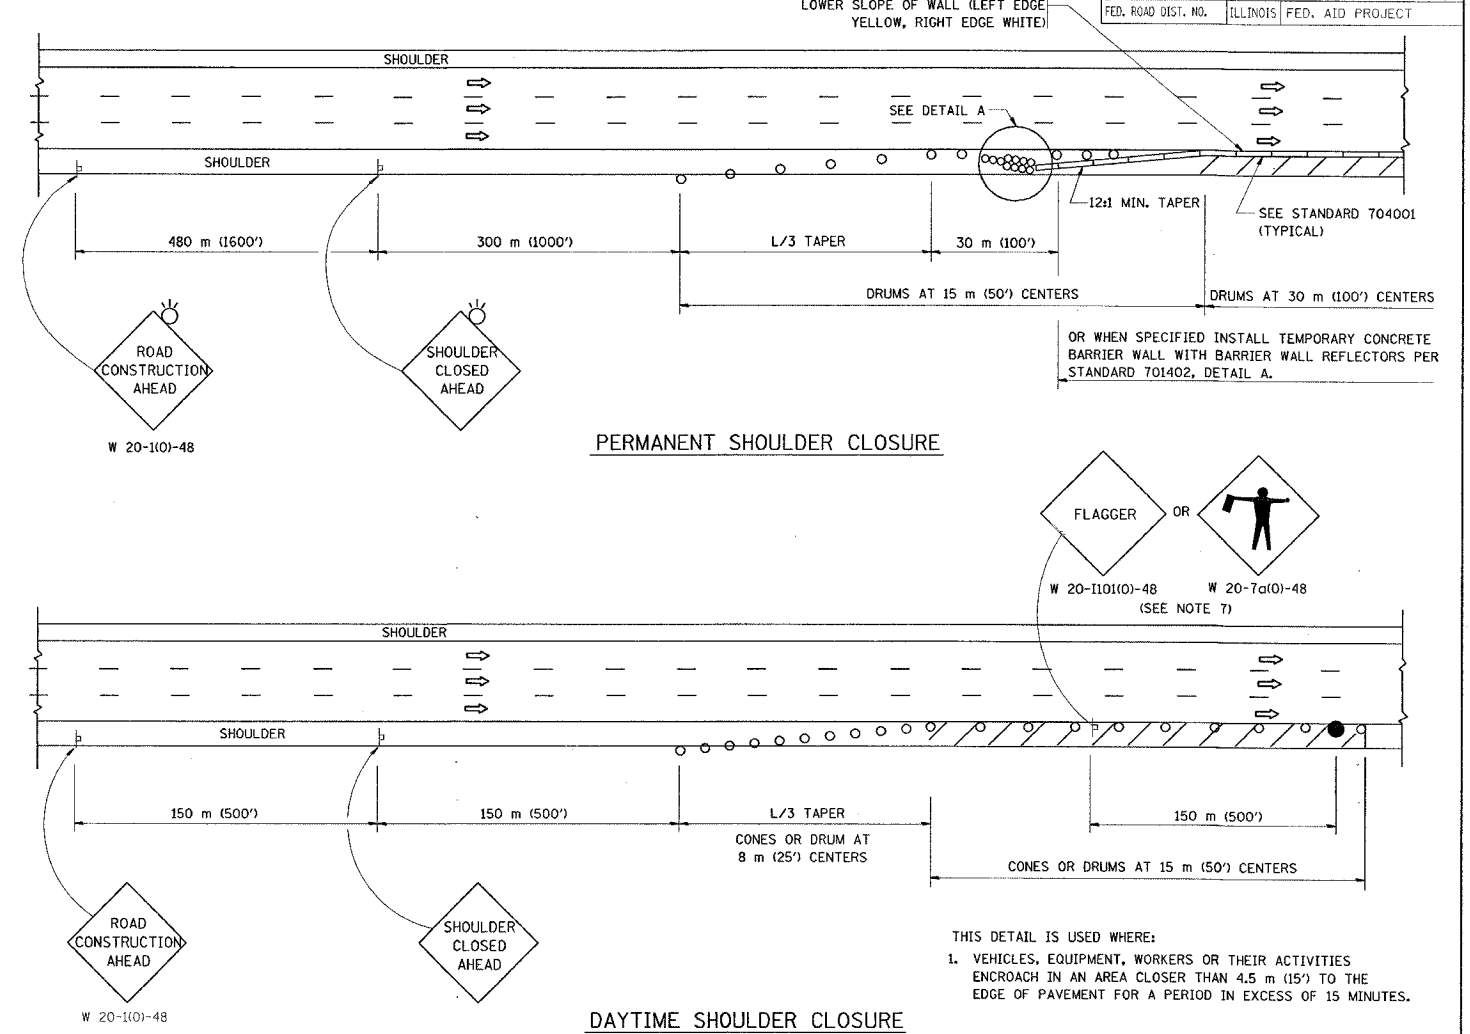 LOWER SLOPE OF WALL (LEFT EDGE
YELLOW, RIGHT EDGE WHITE)
FED. ROAD DIST. NO. ILLINOIS FED. AID PROJECT
SHOULDER
SEE DETAIL A
SHOULDER
12:1 MIN. TAPER
SEE STANDARD 704001
(TYPICAL)
480 m (1600')
300 m (1000')
L/3 TAPER
30 m (100')
DRUMS AT 15 m (50') CENTERS
DRUMS AT 30 m (100') CENTERS
OR WHEN SPECIFIED INSTALL TEMPORARY CONCRETE
BARRIER WALL WITH BARRIER WALL REFLECTORS PER
STANDARD 701402, DETAIL A.
ROAD
CONSTRUCTION
AHEAD
W 20-1(O)-48
SHOULDER
CLOSED
AHEAD
PERMANENT SHOULDER CLOSURE
FLAGGER
OR
W 20-I101(O)-48
W 20-7a(O)-48
(SEE NOTE 7)
SHOULDER
SHOULDER
150 m (500')
150 m (500')
L/3 TAPER
CONES OR DRUM AT
8 m (25') CENTERS
150 m (500')
CONES OR DRUMS AT 15 m (50') CENTERS
ROAD
CONSTRUCTION
AHEAD
W 20-1(O)-48
SHOULDER
CLOSED
AHEAD
THIS DETAIL IS USED WHERE:
1. VEHICLES, EQUIPMENT, WORKERS OR THEIR ACTIVITIES
ENCROACH IN AN AREA CLOSER THAN 4.5 m (15') TO THE
EDGE OF PAVEMENT FOR A PERIOD IN EXCESS OF 15 MINUTES.
DAYTIME SHOULDER CLOSURE